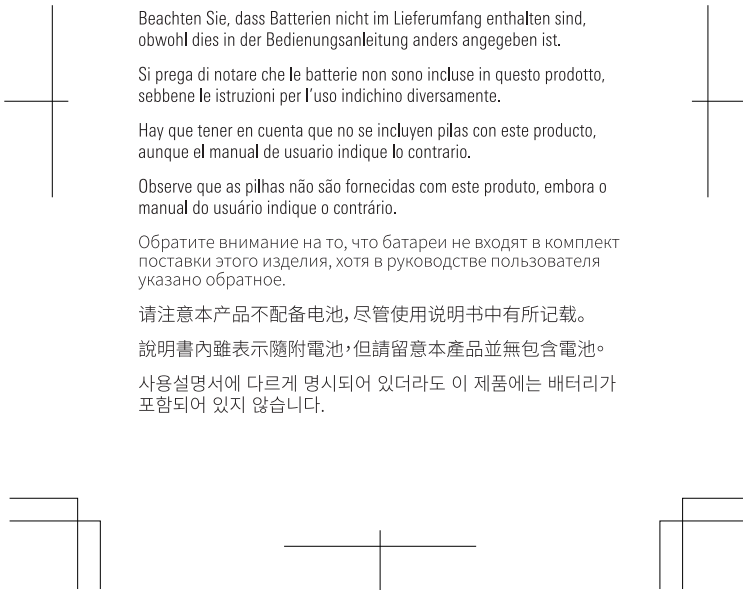 Beachten Sie, dass Batterien nicht im Lieferumfang enthalten sind,
obwohl dies in der Bedienungsanleitung anders angegeben ist.
Si prega di notare che le batterie non sono incluse in questo prodotto,
sebbene le istruzioni per l'uso indichino diversamente.
Hay que tener en cuenta que no se incluyen pilas con este producto,
aunque el manual de usuario indique lo contrario.
Observe que as pilhas não são fornecidas com este produto, embora o
manual do usuário indique o contrário.
Обратите внимание на то, что батареи не входят в комплект
поставки этого изделия, хотя в руководстве пользователя
указано обратное.
请注意本产品不配备电池，尽管使用说明书中有所记载。
說明書內雖表示隨附電池，但請留意本產品並無包含電池。
사용설명서에 다르게 명시되어 있더라도 이 제품에는 배터리가
포함되어 있지 않습니다.